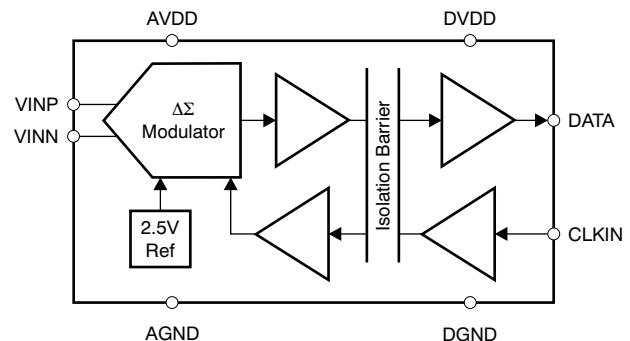 AVDD
DVDD
VINP
VINN
ΔΣ
Modulator
2.5V
Ref
Isolation Barrier
DATA
CLKIN
AGND
DGND